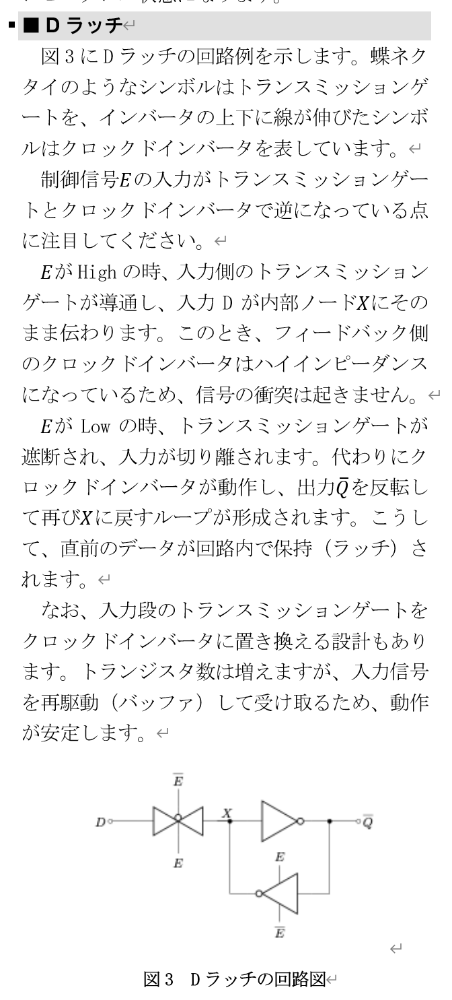 ■ D ラッチ↵
図 3 に D ラッチの回路例を示します。蝶ネク
タイのようなシンボルはトランスミッションゲ
ートを、インバータの上下に線が伸びたシンボ
ルはクロックドインバータを表しています。↵
制御信号Eの入力がトランスミッションゲー
トとクロックドインバータで逆になっている点
に注目してください。↵
Eが High の時、入力側のトランスミッション
ゲートが導通し、入力 D が内部ノードXにその
まま伝わります。このとき、フィードバック側
のクロックドインバータはハイインピーダンス
になっているため、信号の衝突は起きません。↵
Eが Low の時、トランスミッションゲートが
遮断され、入力が切り離されます。代わりにク
ロックドインバータが動作し、出力Q̅を反転し
て再びXに戻すループが形成されます。こうし
て、直前のデータが回路内で保持（ラッチ）さ
れます。↵
なお、入力段のトランスミッションゲートを
クロックドインバータに置き換える設計もあり
ます。トランジスタ数は増えますが、入力信号
を再駆動（バッファ）して受け取るため、動作
が安定します。↵
E̅
D
X
Q̅
E
E
E̅
↵
図 3　D ラッチの回路図↵